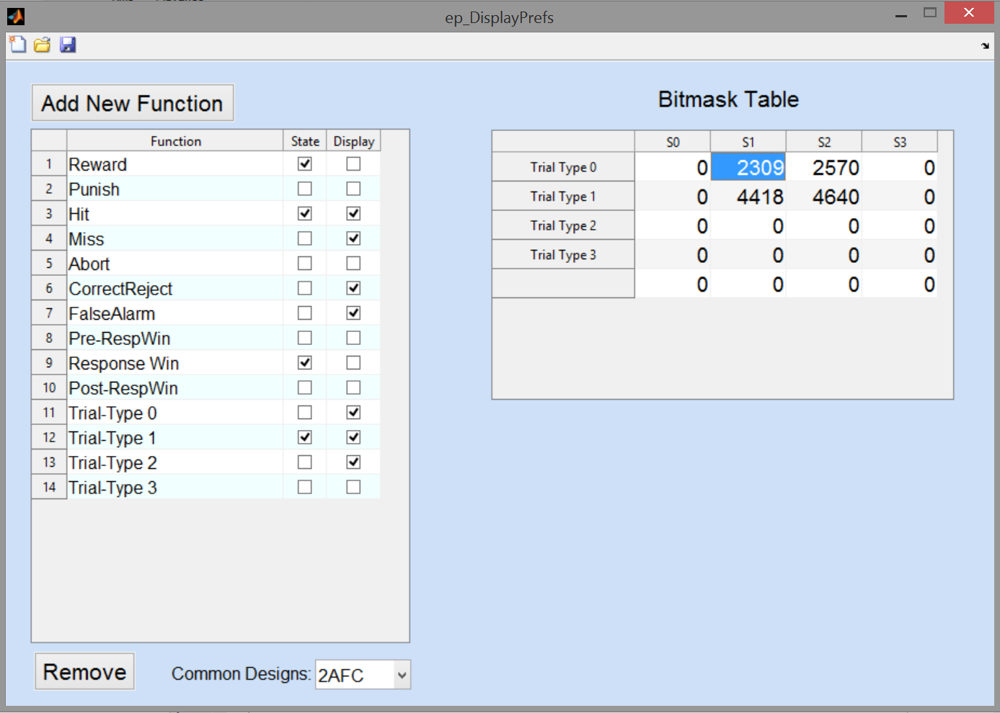 ep_DisplayPrefs
Add New Function
Function State Display
1 Reward
2 Punish
3 Hit
4 Miss
5 Abort
6 CorrectReject
7 FalseAlarm
8 Pre-RespWin
9 Response Win
10 Post-RespWin
11 Trial-Type 0
12 Trial-Type 1
13 Trial-Type 2
14 Trial-Type 3
Remove
Common Designs: 2AFC
Bitmask Table
S0 S1 S2 S3
Trial Type 0 0 2309 2570 0
Trial Type 1 0 4418 4640 0
Trial Type 2 0 0 0 0
Trial Type 3 0 0 0 0
0 0 0 0